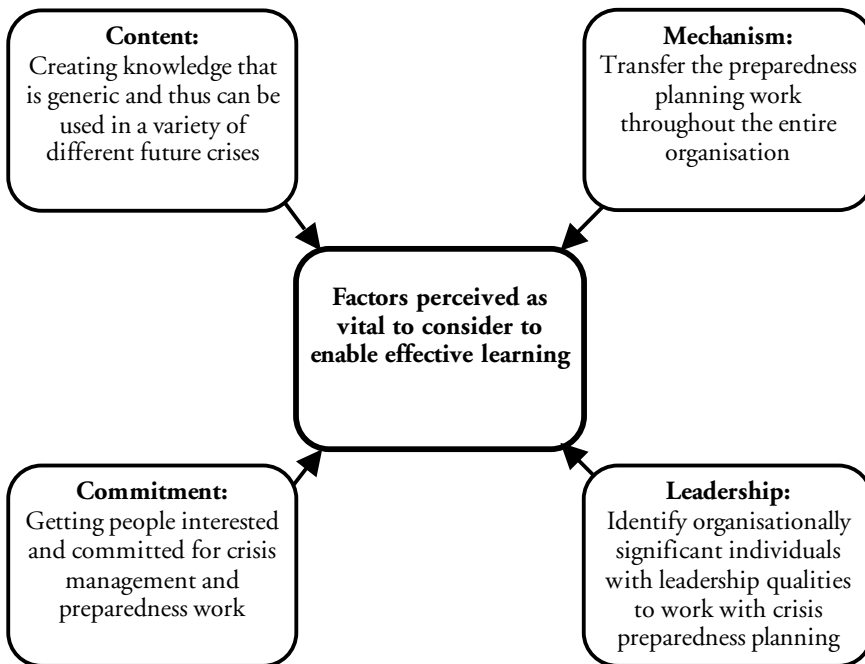 Content:
Creating knowledge that
is generic and thus can be
used in a variety of
different future crises
Mechanism:
Transfer the preparedness
planning work
throughout the entire
organisation
Factors perceived as
vital to consider to
enable effective learning
Commitment:
Getting people interested
and committed for crisis
management and
preparedness work
Leadership:
Identify organisationally
significant individuals
with leadership qualities
to work with crisis
preparedness planning